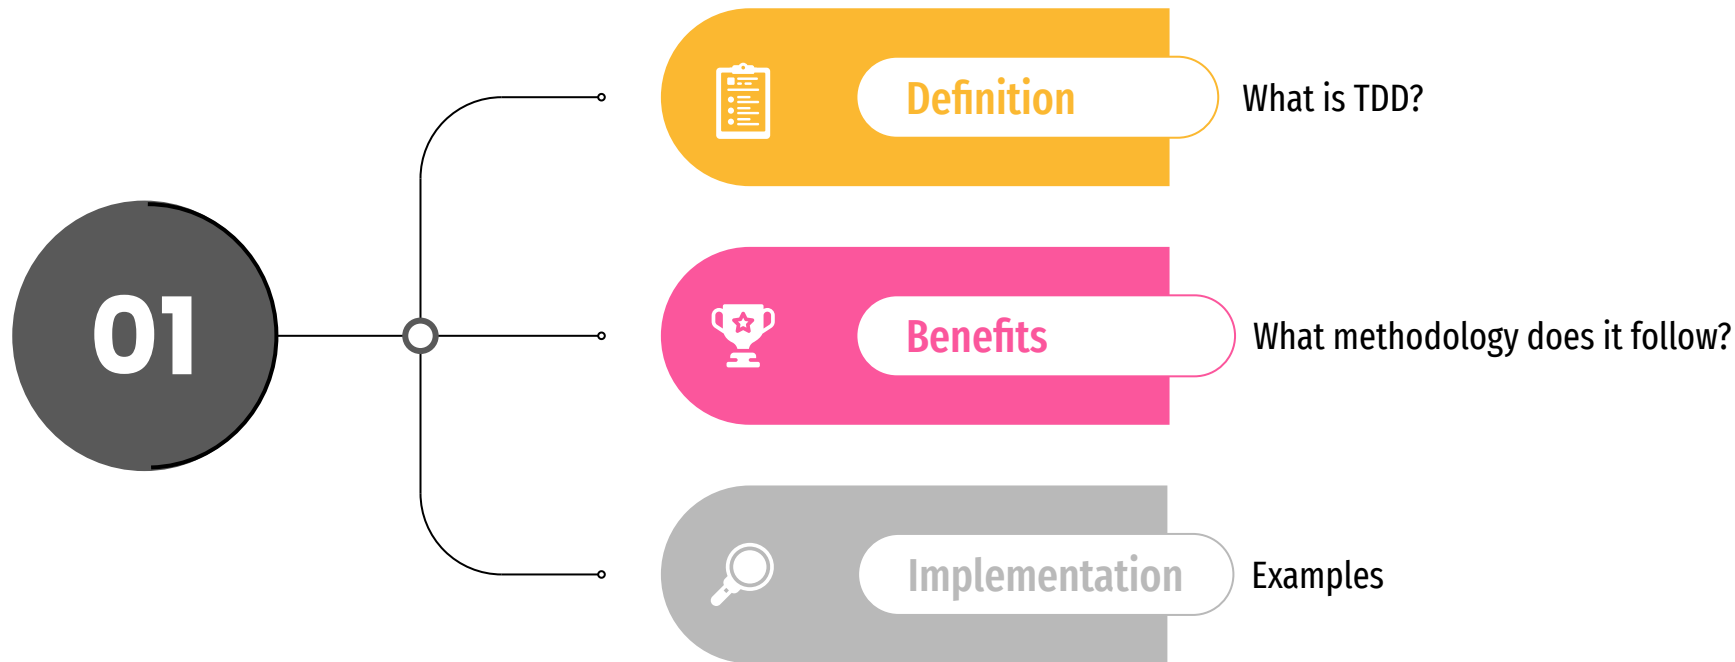 01
Definition
What is TDD?
Benefits
What methodology does it follow?
Implementation
Examples